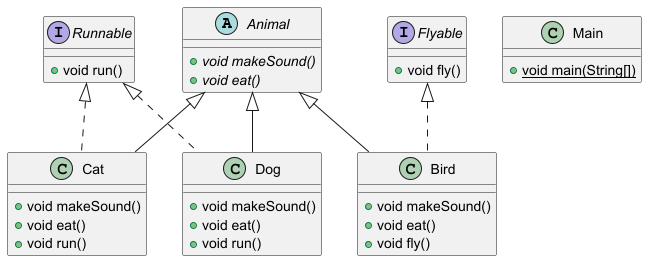 I Runnable
void run()
A Animal
void makeSound()
void eat()
I Flyable
void fly()
C Main
void main(String[])
C Cat
void makeSound()
void eat()
void run()
C Dog
void makeSound()
void eat()
void run()
C Bird
void makeSound()
void eat()
void fly()